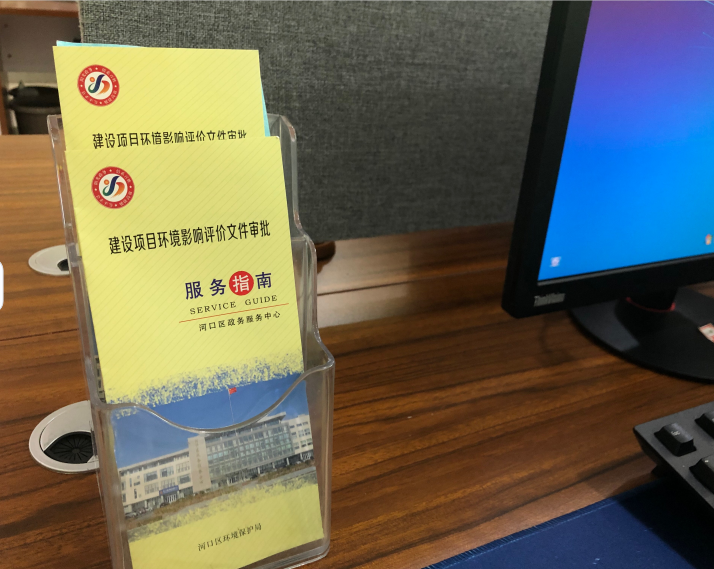 建设项目环境影响评价文件审批
建设项目环境影响评价文件审批
服务指南
SERVICE GUIDE
河口区政务服务中心
河口区环境保护局
ThinkVision